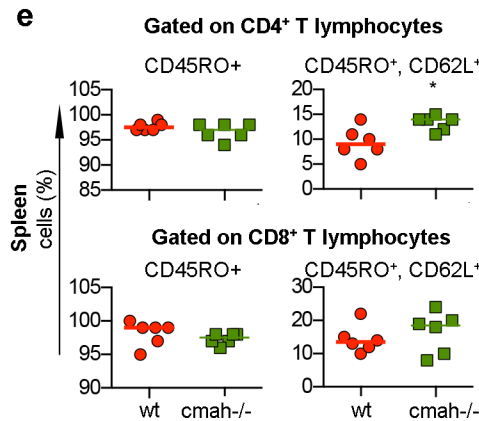 e
Gated on CD4⁺ T lymphocytes
CD45RO+
CD45RO⁺, CD62L⁺
*
105
100
95
90
85
20
15
10
5
0
Spleen
cells (%)
Gated on CD8⁺ T lymphocytes
CD45RO+
CD45RO⁺, CD62L⁺
105
100
95
90
30
20
10
0
wt cmah-/-
wt cmah-/-